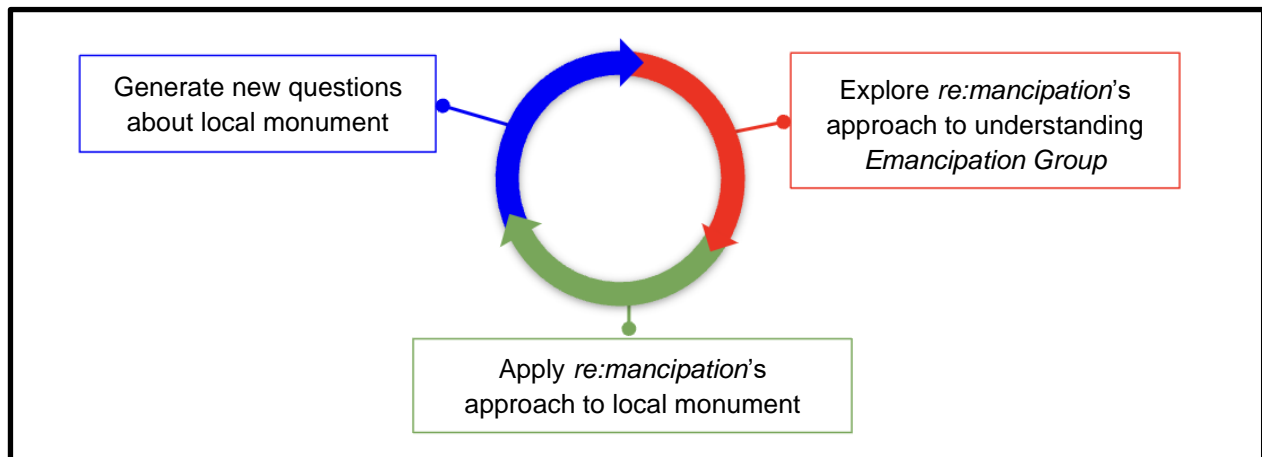 Generate new questions
about local monument
Explore re:mancipation's
approach to understanding
Emancipation Group
Apply re:mancipation's
approach to local monument